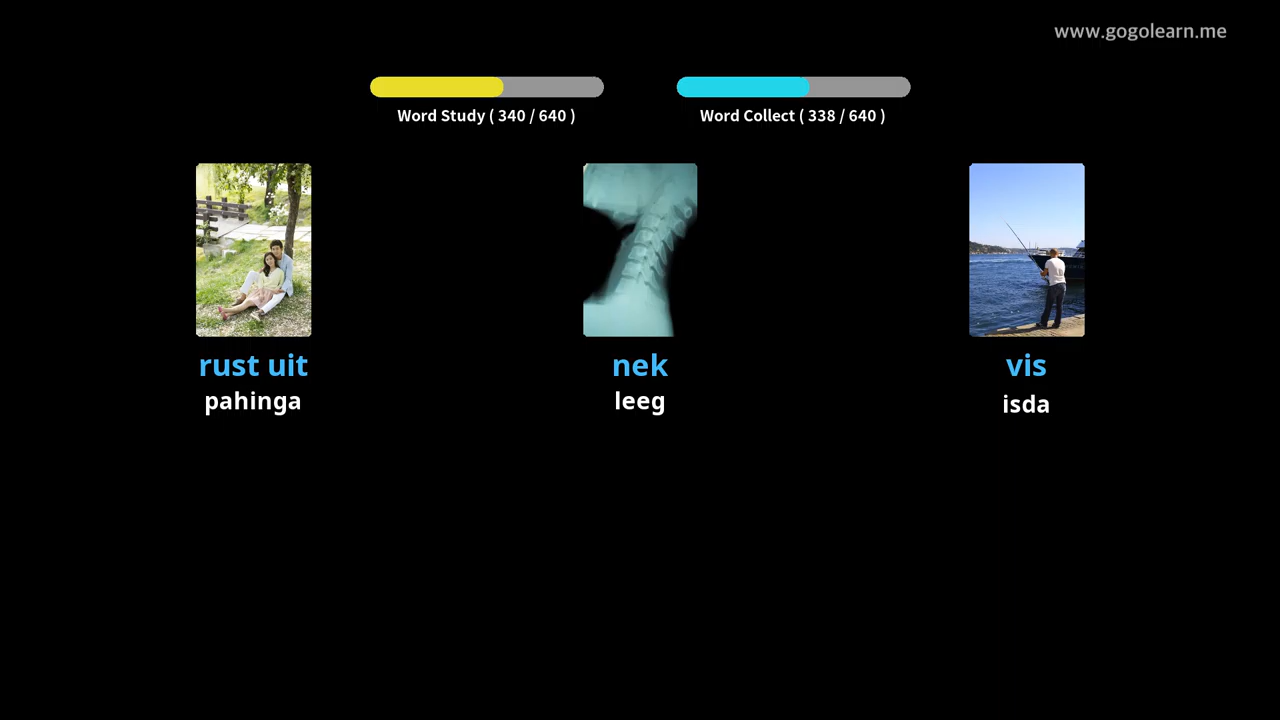 www.gogolearn.me
Word Study ( 340 / 640 )
Word Collect ( 338 / 640 )
rust uit
pahinga
nek
leeg
vis
isda